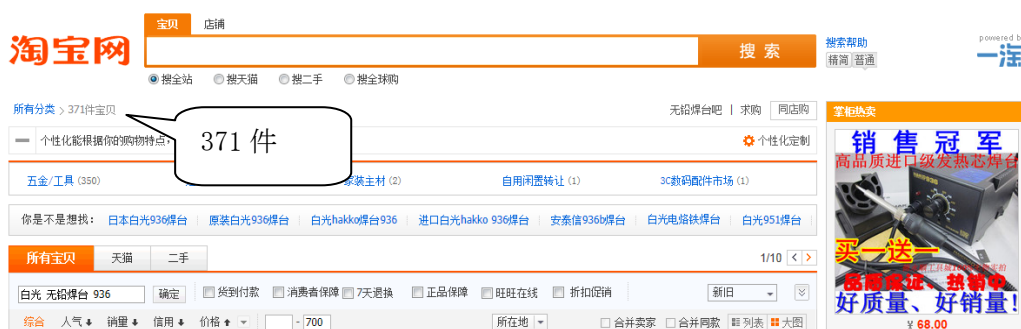 宝贝 店铺
淘宝网
搜 索
搜索帮助
powered b
一淘
精简 普通
搜全站 搜天猫 搜二手 搜全球购
所有分类 > 371件宝贝
无铅焊台吧 | 求购 同店购
掌柜热卖
371 件
个性化能根据你的购物特点,
个性化定制
五金/工具 (350)
家装主材 (2)
自用闲置转让 (1)
3C数码配件市场 (1)
你是不是想找: 日本白光936焊台 原装白光936焊台 白光hakko焊台936 进口白光hakko 936焊台 安泰信936b焊台 白光电烙铁焊台 白光951焊台
所有宝贝 天猫 二手
1/10 < >
白光 无铅焊台 936 确定 货到付款 消费者保障 7天退换 正品保障 旺旺在线 折扣促销 新旧
综合 人气 销量 信用 价格 - 700 所在地 合并卖家 合并同款 列表 大图
销售冠军
高品质进口级发热芯焊台
买一送一
品质保证、热销中
好质量、好销量!
¥ 68.00